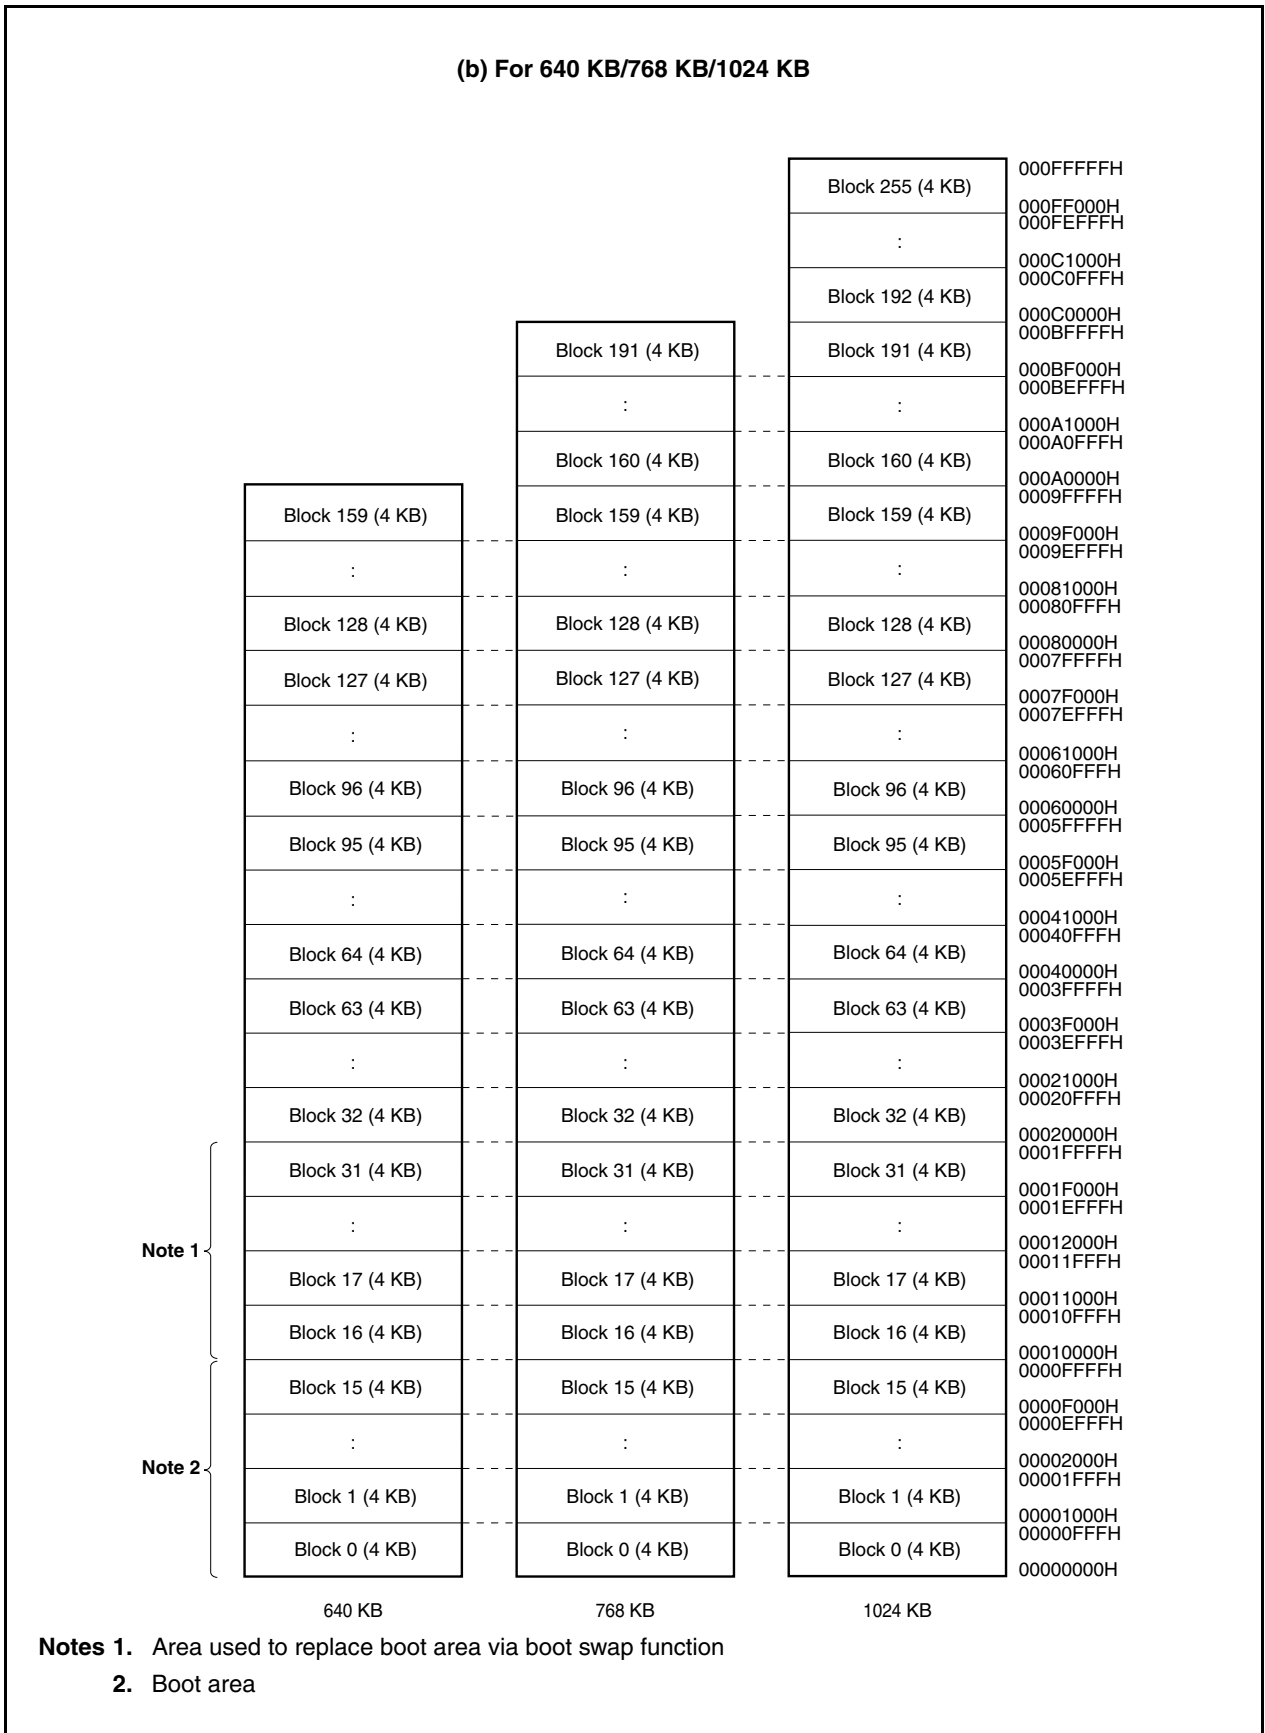 (b) For 640 KB/768 KB/1024 KB
000FFFFFH
Block 255 (4 KB)
000FF000H
000FEFFFH
:
000C1000H
000C0FFFH
Block 192 (4 KB)
000C0000H
000BFFFFH
Block 191 (4 KB) Block 191 (4 KB)
000BF000H
000BEFFFH
: :
000A1000H
000A0FFFH
Block 160 (4 KB) Block 160 (4 KB)
000A0000H
0009FFFFH
Block 159 (4 KB) Block 159 (4 KB) Block 159 (4 KB)
0009F000H
0009EFFFH
: : :
00081000H
00080FFFH
Block 128 (4 KB) Block 128 (4 KB) Block 128 (4 KB)
00080000H
0007FFFFH
Block 127 (4 KB) Block 127 (4 KB) Block 127 (4 KB)
0007F000H
0007EFFFH
: : :
00061000H
00060FFFH
Block 96 (4 KB) Block 96 (4 KB) Block 96 (4 KB)
00060000H
0005FFFFH
Block 95 (4 KB) Block 95 (4 KB) Block 95 (4 KB)
0005F000H
0005EFFFH
: : :
00041000H
00040FFFH
Block 64 (4 KB) Block 64 (4 KB) Block 64 (4 KB)
00040000H
0003FFFFH
Block 63 (4 KB) Block 63 (4 KB) Block 63 (4 KB)
0003F000H
0003EFFFH
: : :
00021000H
00020FFFH
Block 32 (4 KB) Block 32 (4 KB) Block 32 (4 KB)
00020000H
0001FFFFH
Block 31 (4 KB) Block 31 (4 KB) Block 31 (4 KB)
0001F000H
0001EFFFH
: : :
00012000H
Note 1
00011FFFH
Block 17 (4 KB) Block 17 (4 KB) Block 17 (4 KB)
00011000H
00010FFFH
Block 16 (4 KB) Block 16 (4 KB) Block 16 (4 KB)
00010000H
0000FFFFH
Block 15 (4 KB) Block 15 (4 KB) Block 15 (4 KB)
0000F000H
0000EFFFH
: : :
00002000H
Note 2
00001FFFH
Block 1 (4 KB) Block 1 (4 KB) Block 1 (4 KB)
00001000H
00000FFFH
Block 0 (4 KB) Block 0 (4 KB) Block 0 (4 KB)
00000000H
640 KB 768 KB 1024 KB
Notes 1. Area used to replace boot area via boot swap function
2. Boot area